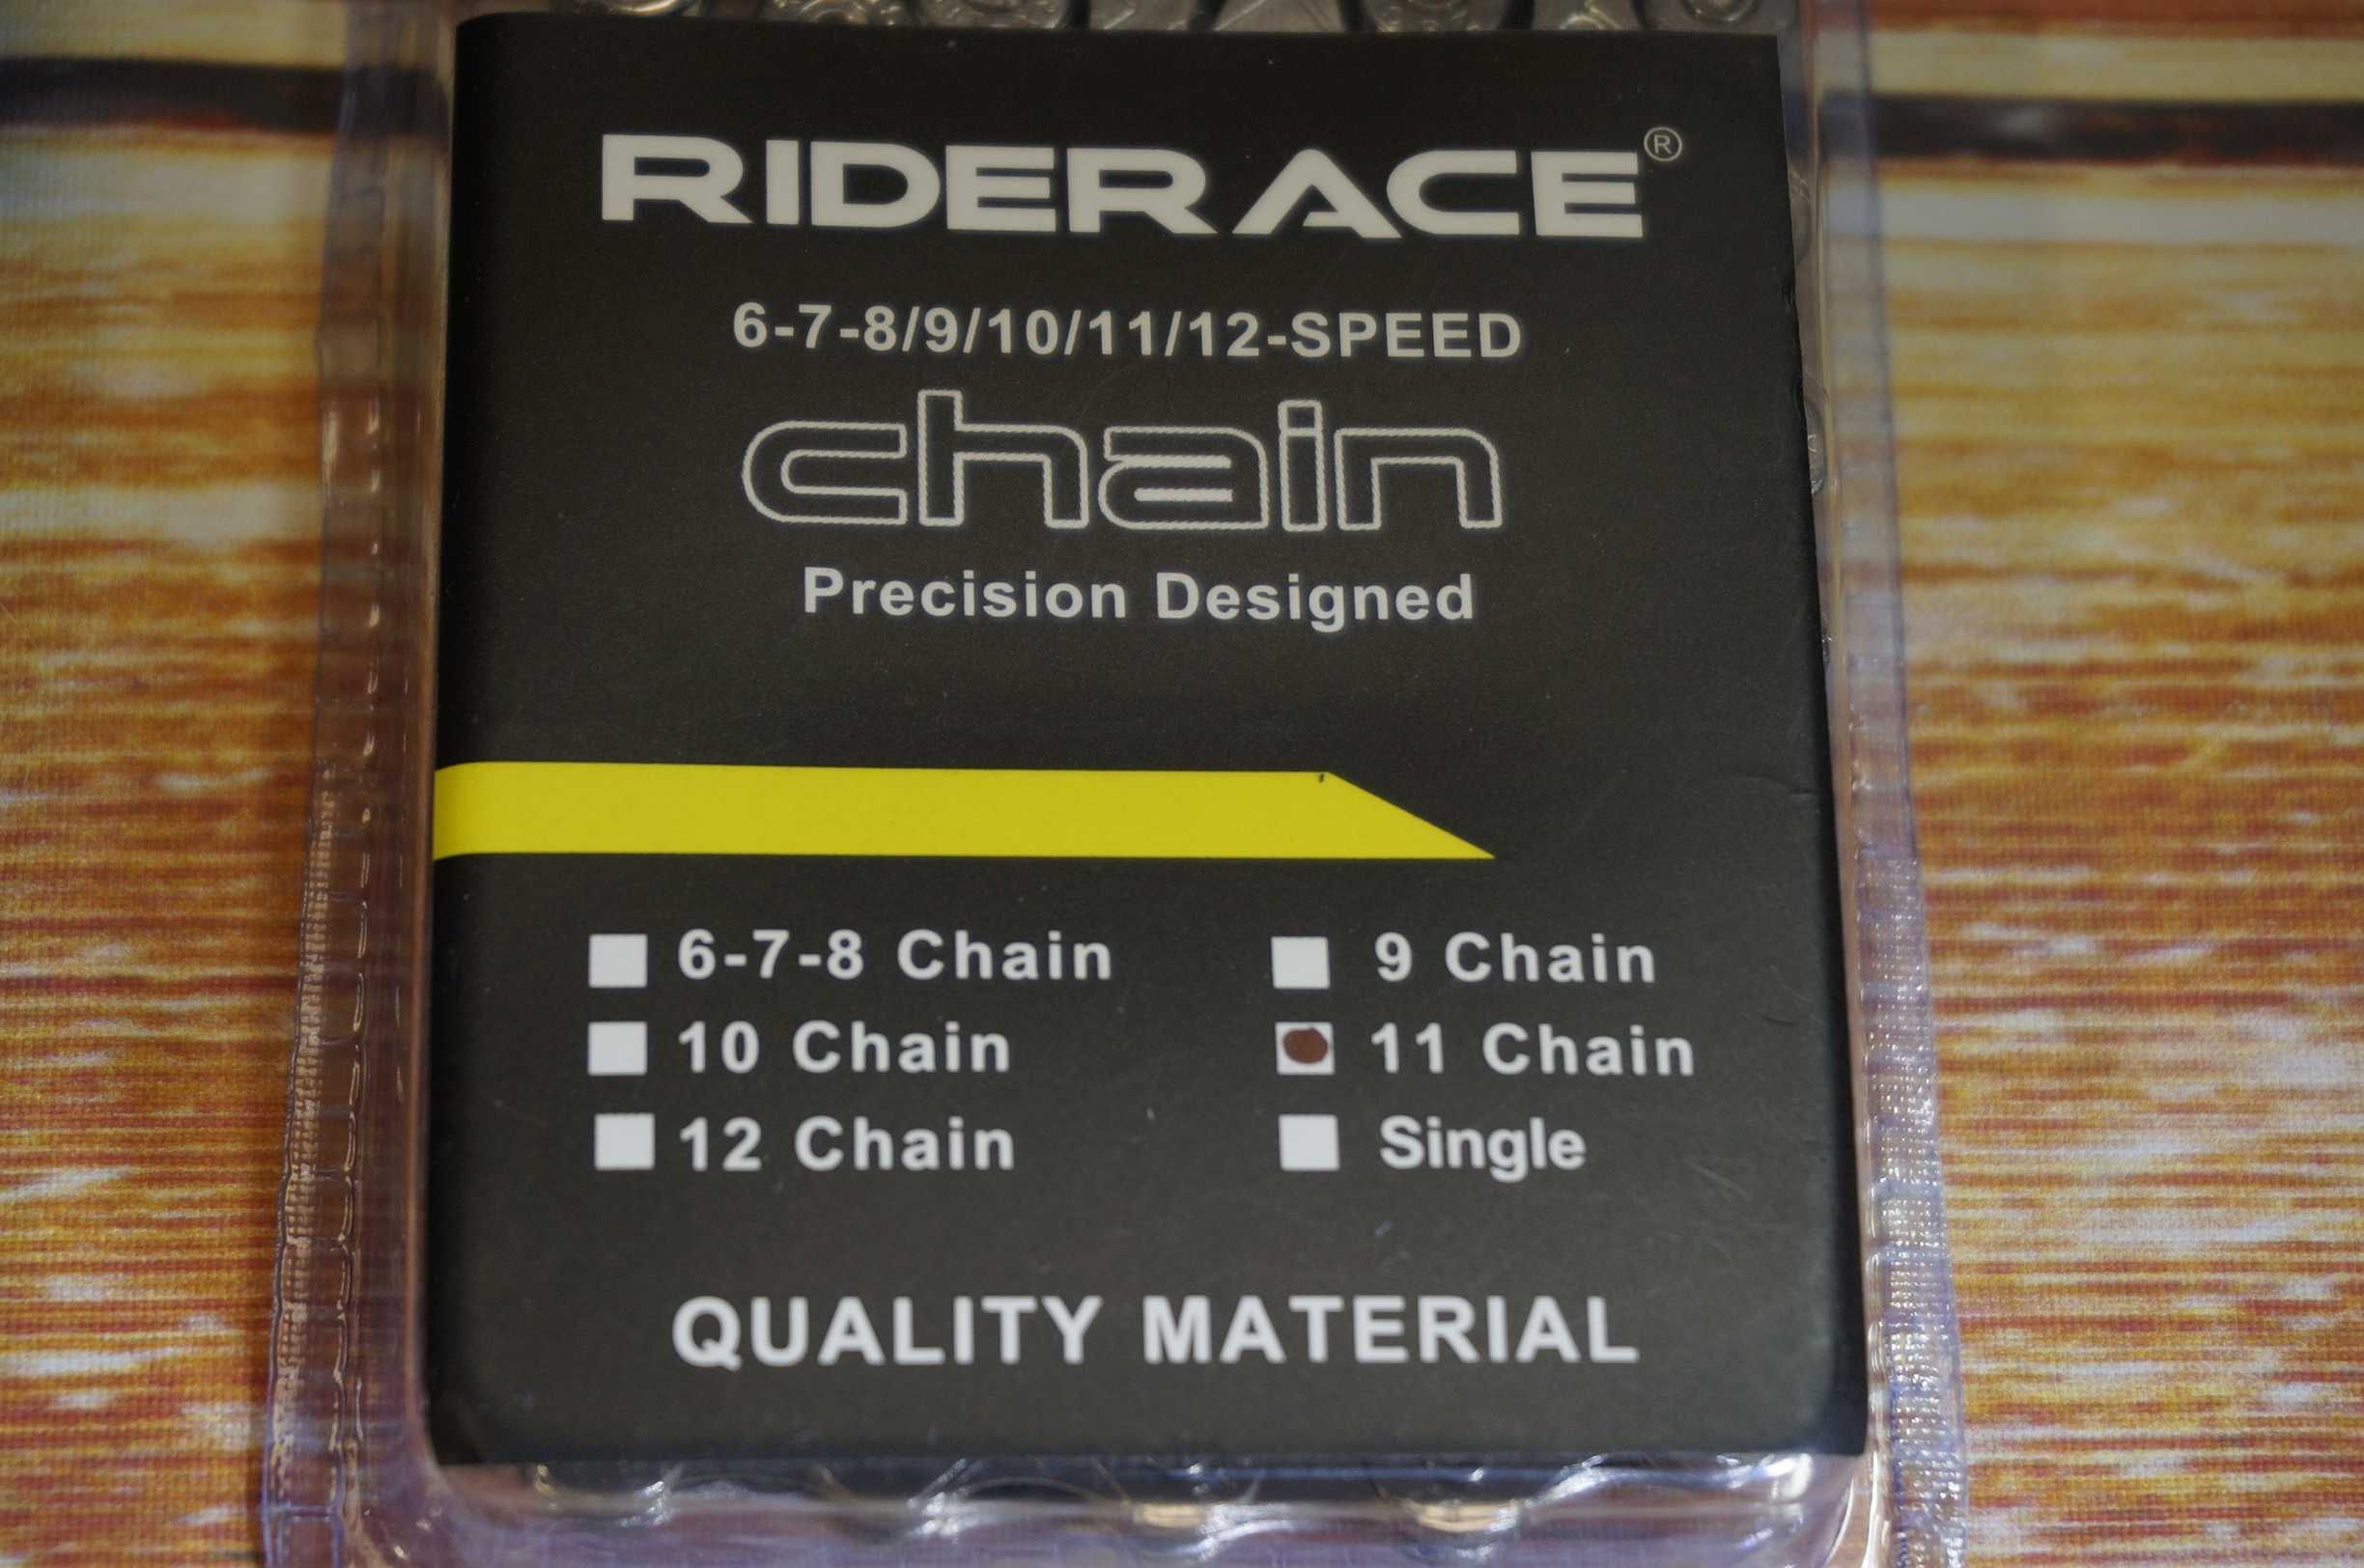 RIDERACE®
6-7-8/9/10/11/12-SPEED
chain
Precision Designed
6-7-8 Chain 9 Chain
10 Chain 11 Chain
12 Chain Single
QUALITY MATERIAL